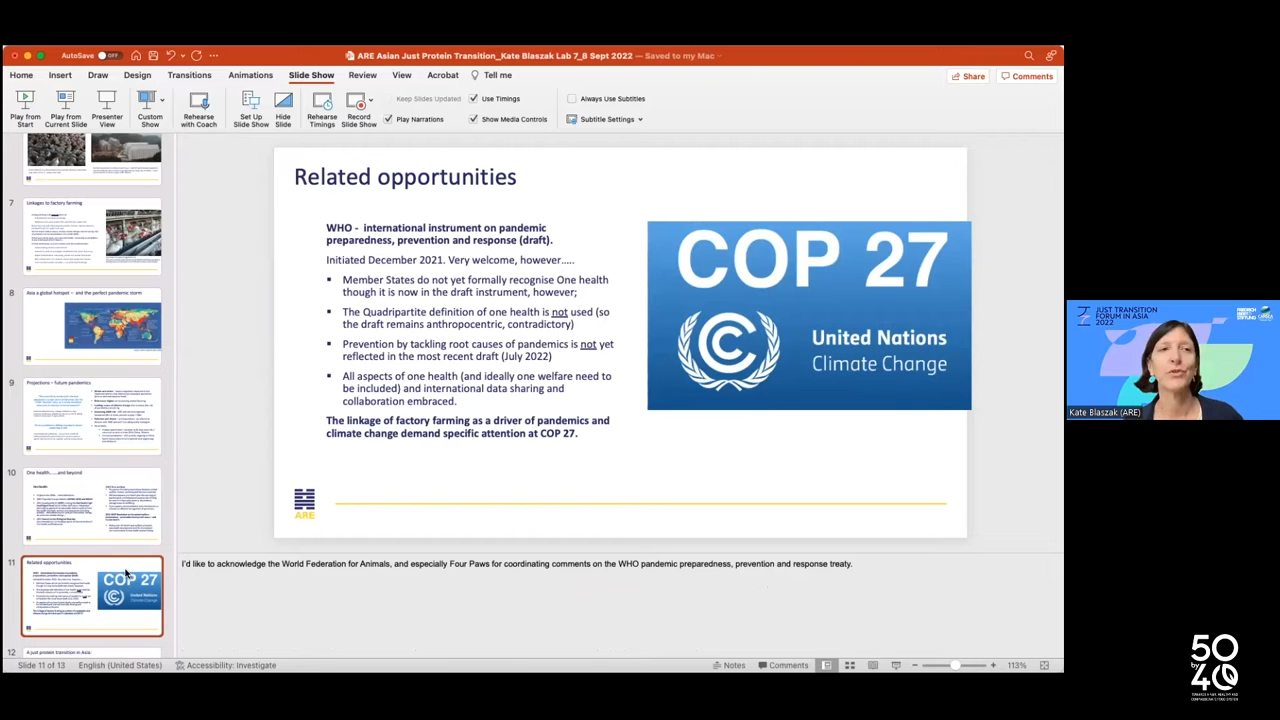 AutoSave OFF
ARE Asian Just Protein Transition_Kate Blaszak Lab 7_8 Sept 2022 — Saved to my Mac
Home Insert Draw Design Transitions Animations Slide Show Review View Acrobat Tell me
Share Comments
Play from Start
Play from Current Slide
Presenter View
Custom Show
Rehearse with Coach
Set Up Slide Show
Hide Slide
Rehearse Timings
Record Slide Show
Keep Slides Updated
Use Timings
Play Narrations
Show Media Controls
Always Use Subtitles
Subtitle Settings
7
Linkages to factory farming
8
Asia a global hotspot – and the perfect pandemic storm
9
Projections – future pandemics
10
One health......and beyond
11
Related opportunities
COP 27
United Nations
Climate Change
12
A just protein transition in Asia
Related opportunities
WHO - international instrument on pandemic
preparedness, prevention and response (draft).
Initiated December 2021. Very welcome, however.....
▪ Member States do not yet formally recognise One health
though it is now in the draft instrument, however;
▪ The Quadripartite definition of one health is not used (so
the draft remains anthropocentric, contradictory)
▪ Prevention by tackling root causes of pandemics is not yet
reflected in the most recent draft (July 2022)
▪ All aspects of one health (and ideally one welfare need to
be included) and international data sharing and
collaboration embraced.
The linkage of factory farming as a driver of pandemics and
climate change demand specific attention at COP 27.
COP 27
United Nations
Climate Change
ARE
I'd like to acknowledge the World Federation for Animals, and especially Four Paws for coordinating comments on the WHO pandemic preparedness, prevention and response treaty.
Slide 11 of 13 English (United States) Accessibility: Investigate
Notes Comments 113%
JUST TRANSITION
FORUM IN ASIA
2022
FRIEDRICH
EBERT
STIFTUNG
Kate Blaszak (ARE)
50
by
40